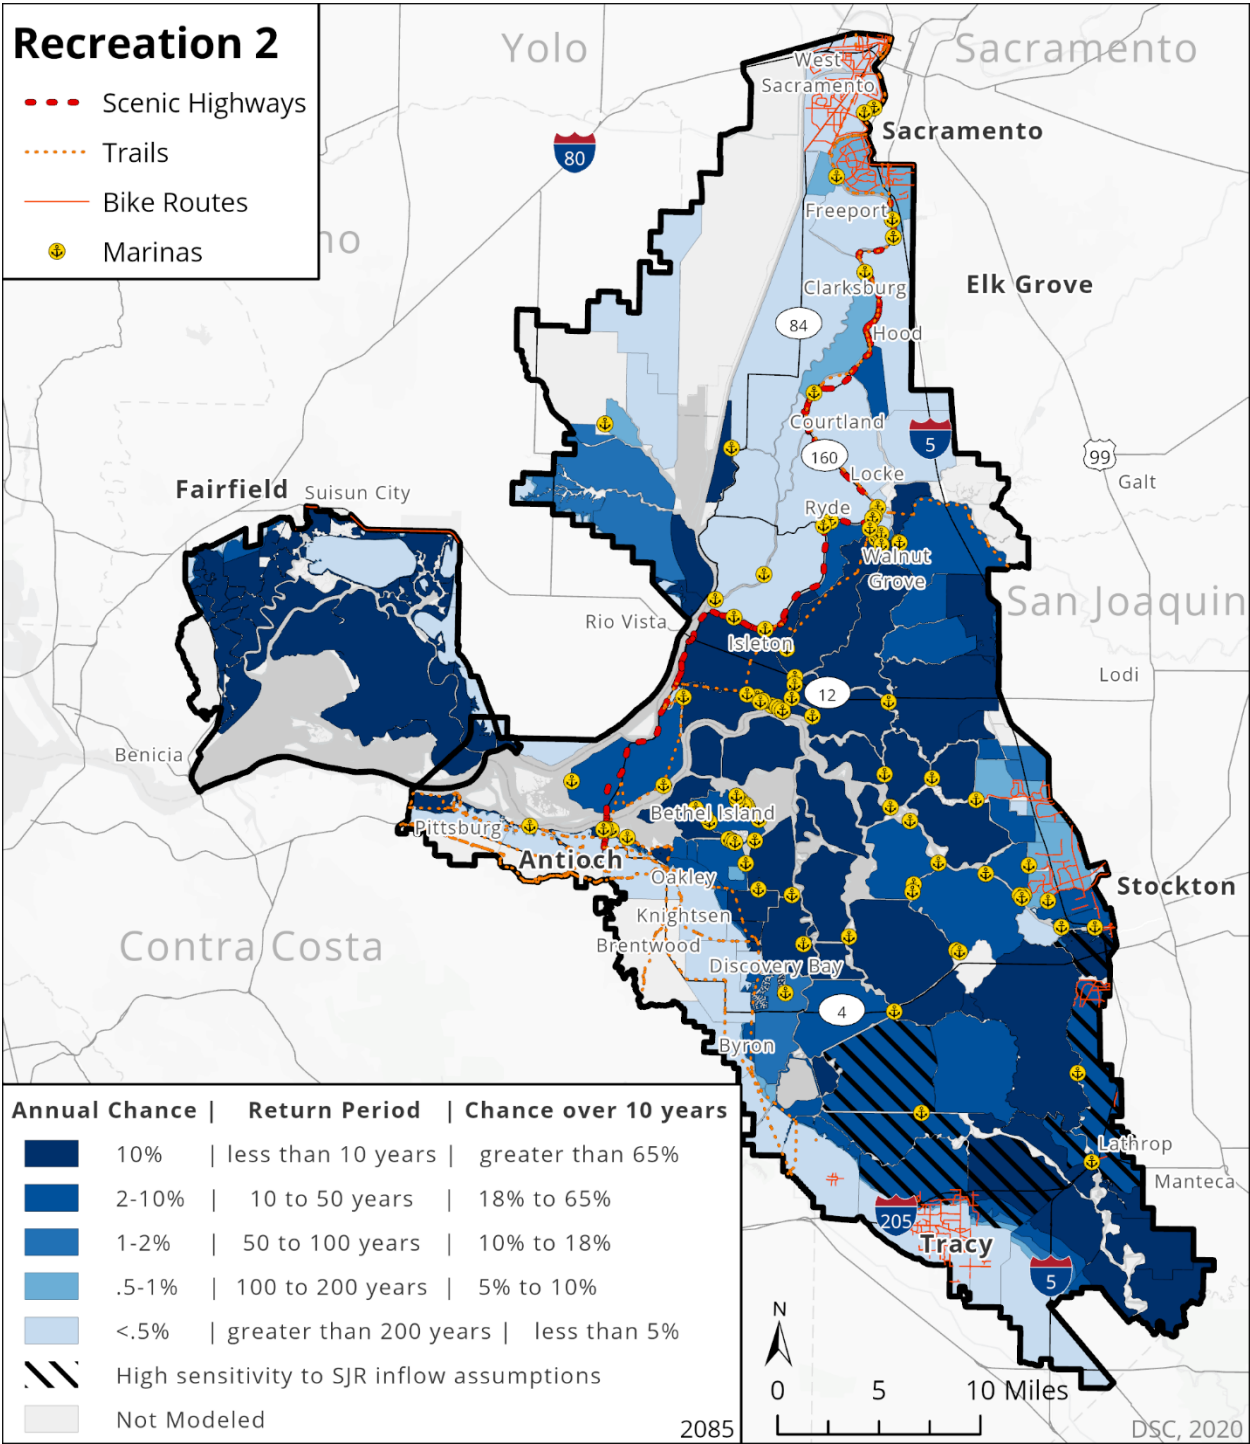 Recreation 2
Scenic Highways
Trails
Bike Routes
Marinas
Yolo
Sacramento
80
no
West
Sacramento
Sacramento
Freeport
Elk Grove
Clarksburg
84
Hood
Courtland
5
160
99
Galt
Locke
Fairfield
Suisun City
Ryde
Walnut
Grove
San Joaquin
Rio Vista
Isleton
Lodi
12
Benicia
Bethel Island
Pittsburg
Antioch
Oakley
Stockton
Knightsen
Brentwood
Contra Costa
Discovery Bay
4
Byron
Lathrop
Manteca
205
Tracy
5
Annual Chance | Return Period | Chance over 10 years
10% | less than 10 years | greater than 65%
2-10% | 10 to 50 years | 18% to 65%
1-2% | 50 to 100 years | 10% to 18%
.5-1% | 100 to 200 years | 5% to 10%
<.5% | greater than 200 years | less than 5%
High sensitivity to SJR inflow assumptions
Not Modeled
2085
N
0 5 10 Miles
DSC, 2020